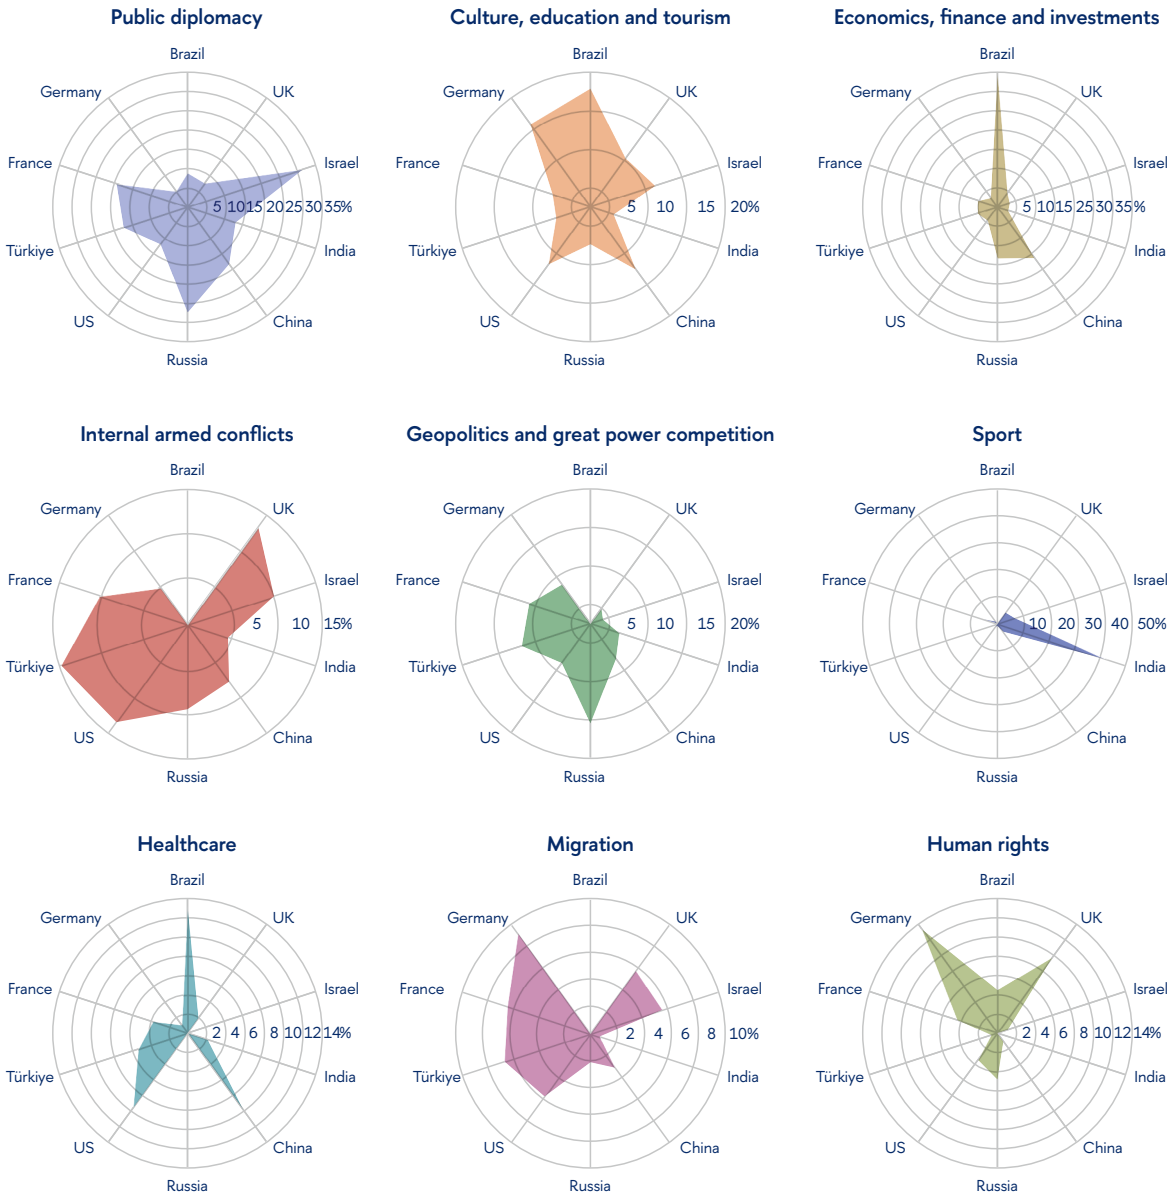 Public diplomacy
Culture, education and tourism
Economics, finance and investments
Brazil
Brazil
Brazil
Germany
UK
Germany
UK
Germany
UK
France
Israel
France
Israel
France
Israel
5 10 15 20 25 30 35%
5 10 15 20%
5 10 15 20 25 30 35%
Türkiye
India
Türkiye
India
Türkiye
India
US
China
US
China
US
China
Russia
Russia
Russia
Internal armed conflicts
Geopolitics and great power competition
Sport
Brazil
Brazil
Brazil
Germany
UK
Germany
UK
Germany
UK
France
Israel
France
Israel
France
Israel
5 10 15%
5 10 15 20%
10 20 30 40 50%
Türkiye
India
Türkiye
India
Türkiye
India
US
China
US
China
US
China
Russia
Russia
Russia
Healthcare
Migration
Human rights
Brazil
Brazil
Brazil
Germany
UK
Germany
UK
Germany
UK
France
Israel
France
Israel
France
Israel
2 4 6 8 10 12 14%
2 4 6 8 10%
2 4 6 8 10 12 14%
Türkiye
India
Türkiye
India
Türkiye
India
US
China
US
China
US
China
Russia
Russia
Russia